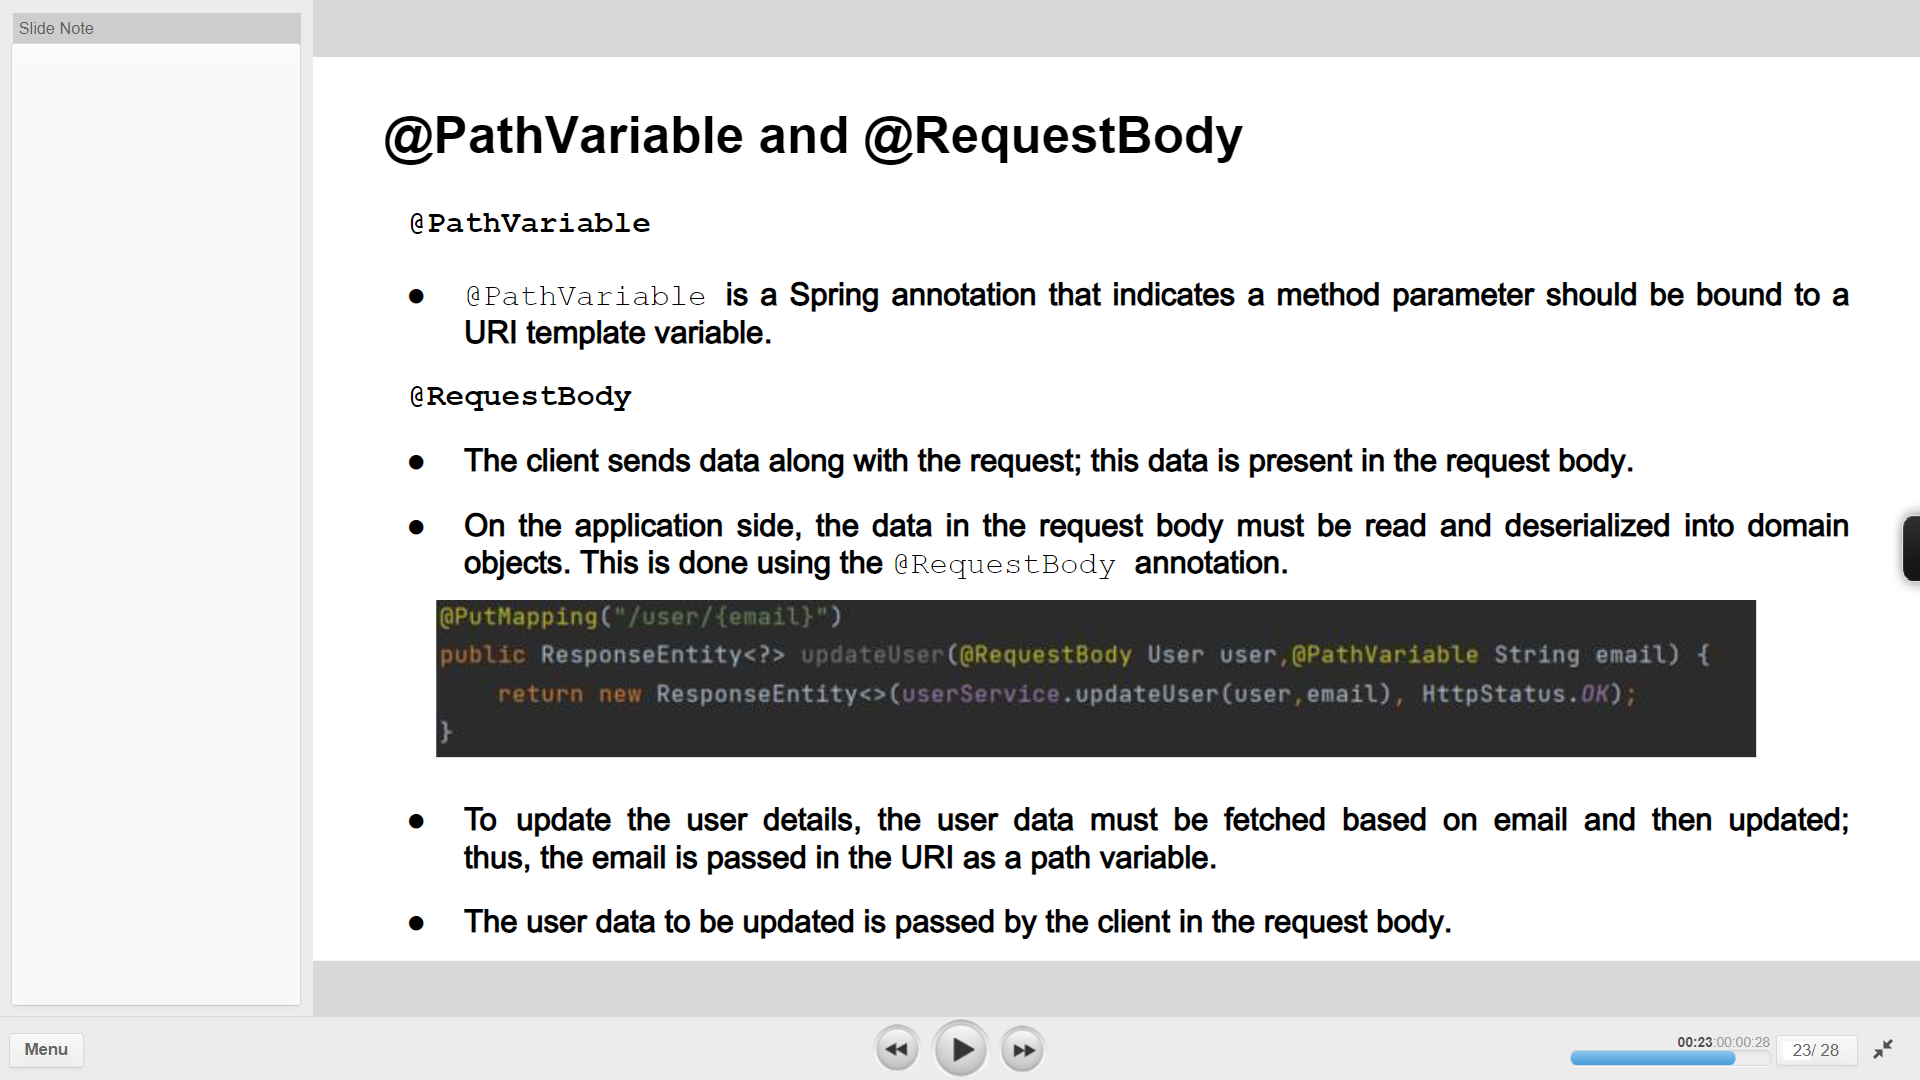 Slide Note
@PathVariable and @RequestBody
@PathVariable
● @PathVariable is a Spring annotation that indicates a method parameter should be bound to a
URI template variable.
@RequestBody
● The client sends data along with the request; this data is present in the request body.
● On the application side, the data in the request body must be read and deserialized into domain
objects. This is done using the @RequestBody annotation.
@PutMapping("/user/{email}")
public ResponseEntity<?> updateUser(@RequestBody User user,@PathVariable String email) {
    return new ResponseEntity<>(userService.updateUser(user,email), HttpStatus.OK);
}
● To update the user details, the user data must be fetched based on email and then updated;
thus, the email is passed in the URI as a path variable.
● The user data to be updated is passed by the client in the request body.
Menu
00:23:00:00:28
23/ 28